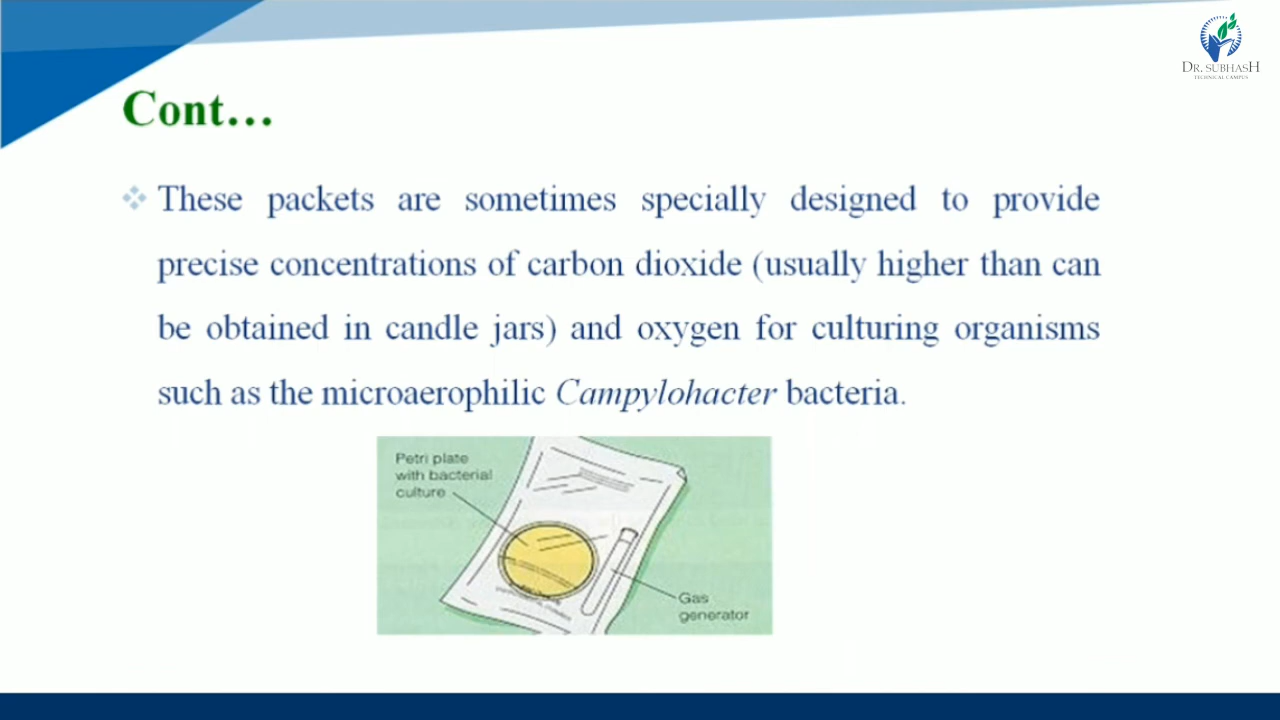 DR. SUBHASH
TECHNICAL CAMPUS
Cont...
These packets are sometimes specially designed to provide
precise concentrations of carbon dioxide (usually higher than can
be obtained in candle jars) and oxygen for culturing organisms
such as the microaerophilic Campylohacter bacteria.
Petri plate
with bacterial
culture
Gas
generator